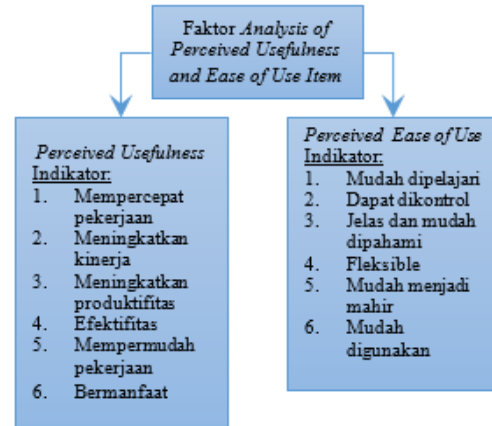 Faktor Analysis of
Perceived Usefulness
and Ease of Use Item
Perceived Usefulness
Indikator:
1. Mempercepat
pekerjaan
2. Meningkatkan
kinerja
3. Meningkatkan
produktifitas
4. Efektifitas
5. Mempermudah
pekerjaan
6. Bermanfaat
Perceived Ease of Use
Indikator:
1. Mudah dipelajari
2. Dapat dikontrol
3. Jelas dan mudah
dipahami
4. Fleksible
5. Mudah menjadi
mahir
6. Mudah
digunakan